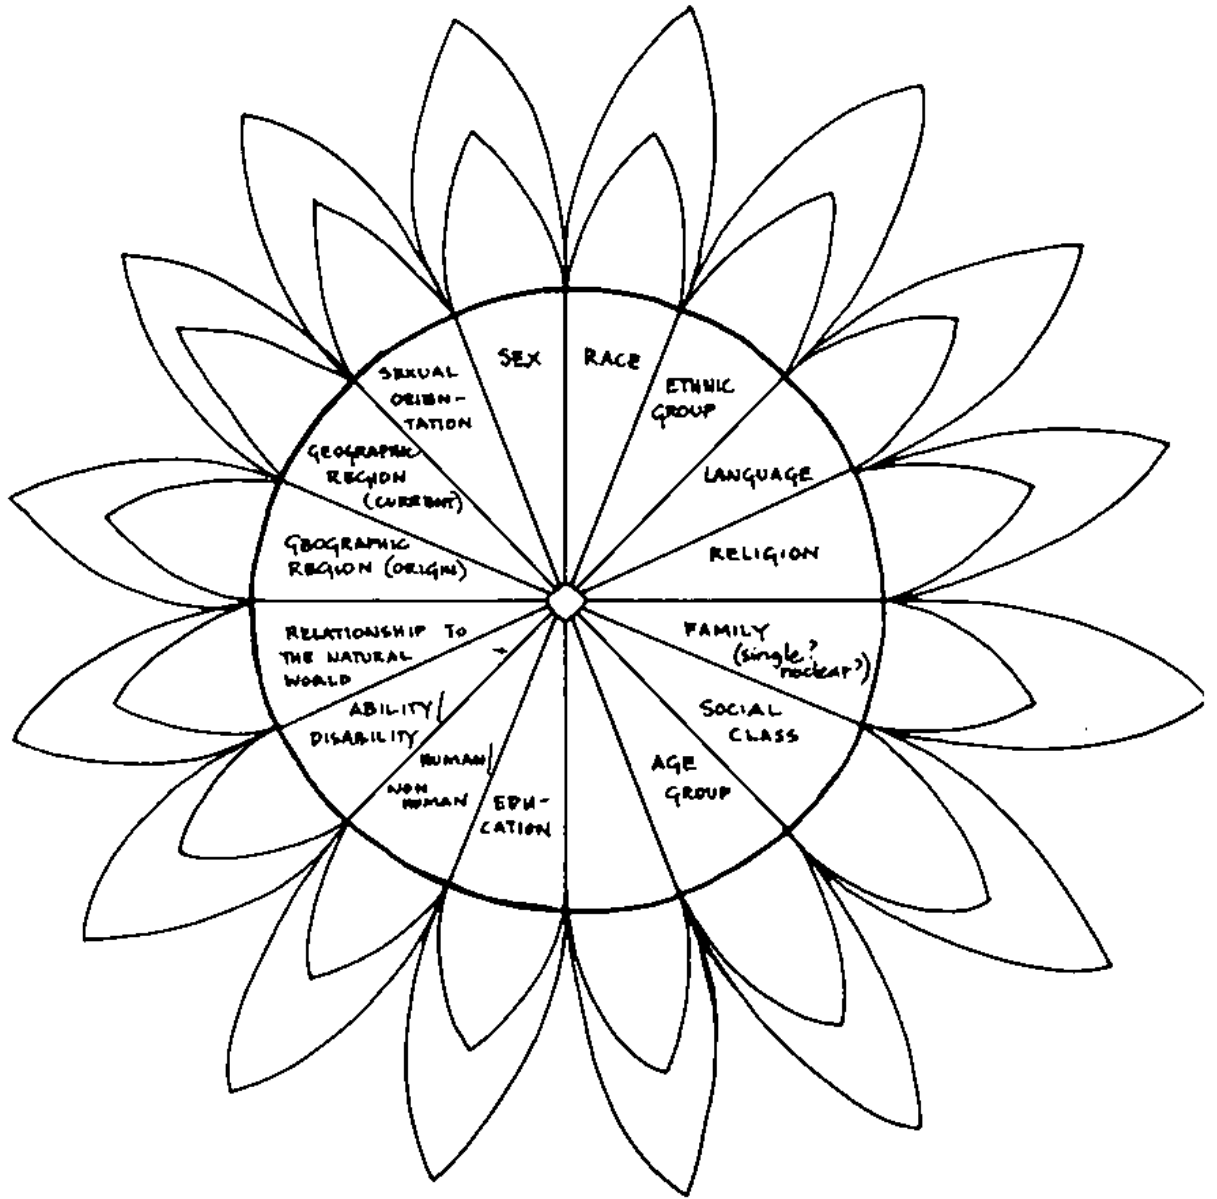 SEX
RACE
ETHNIC
GROUP
LANGUAGE
RELIGION
FAMILY
(single?
nuclear?)
SOCIAL
CLASS
AGE
GROUP
EDU-
CATION
HUMAN/
NON
HUMAN
ABILITY/
DISABILITY
RELATIONSHIP TO
THE NATURAL
WORLD
GEOGRAPHIC
REGION (ORIGIN)
GEOGRAPHIC
REGION
(CURRENT)
SEXUAL
ORIEN-
TATION